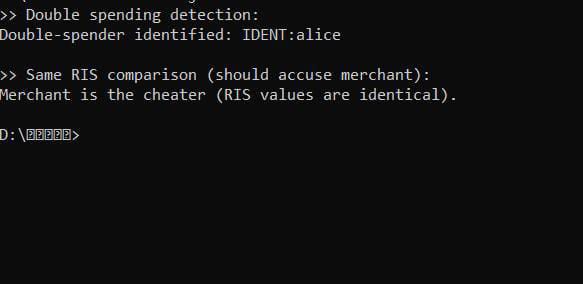 >> Double spending detection:
Double-spender identified: IDENT:alice
>> Same RIS comparison (should accuse merchant):
Merchant is the cheater (RIS values are identical).
D:\>